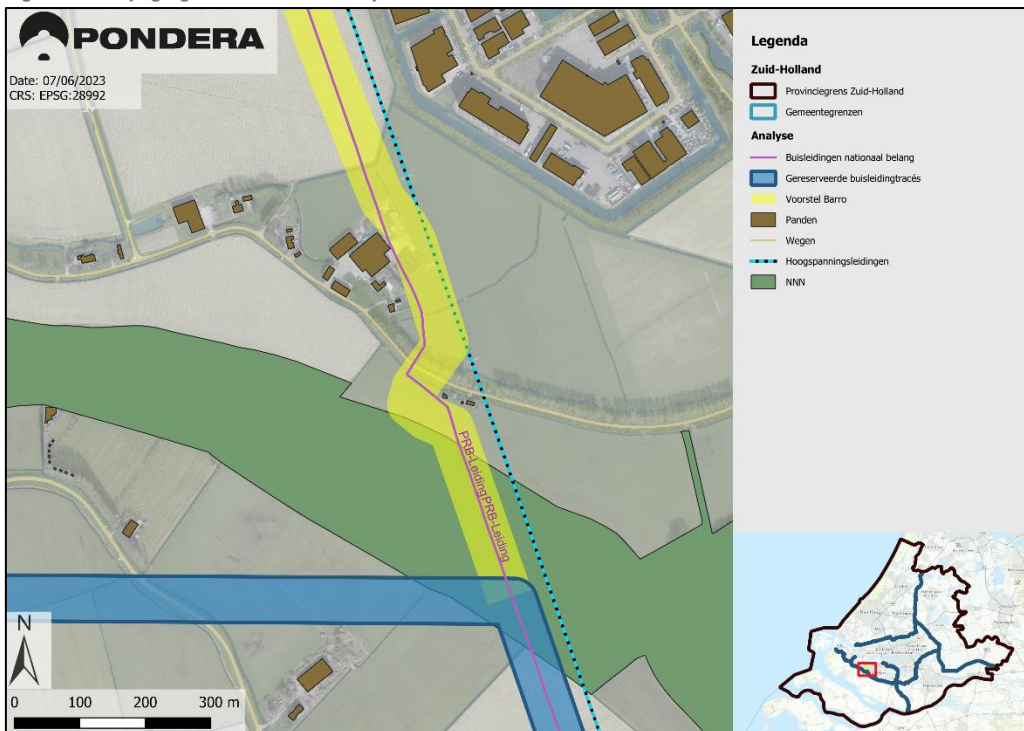 PONDERA
Date: 07/06/2023
CRS: EPSG:28992
PRB-Leiding
PRB-Leiding
N
0 100 200 300 m
Legenda
Zuid-Holland
Provinciegrens Zuid-Holland
Gemeentegrenzen
Analyse
Buisleidingen nationaal belang
Gereserveerde buisleidingtracés
Voorstel Barro
Panden
Wegen
Hoogspanningsleidingen
NNN